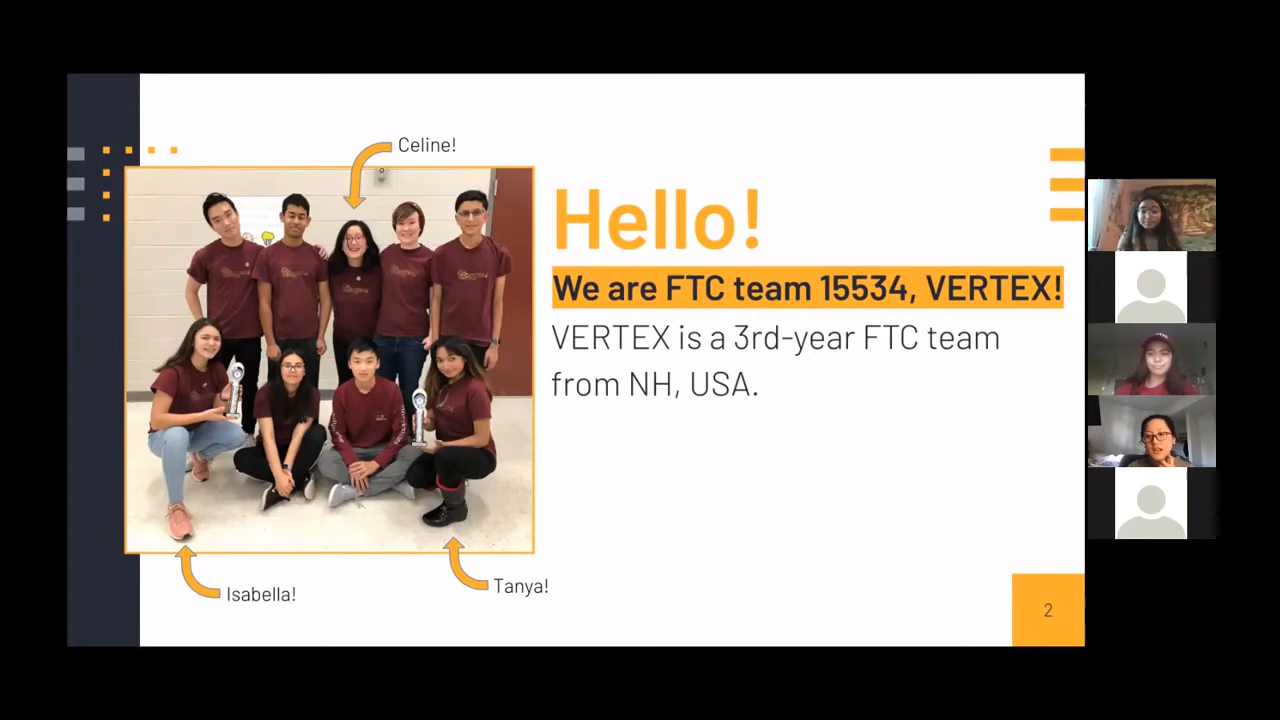 Celine!
Hello!
We are FTC team 15534, VERTEX!
VERTEX is a 3rd-year FTC team
from NH, USA.
Isabella!
Tanya!
2